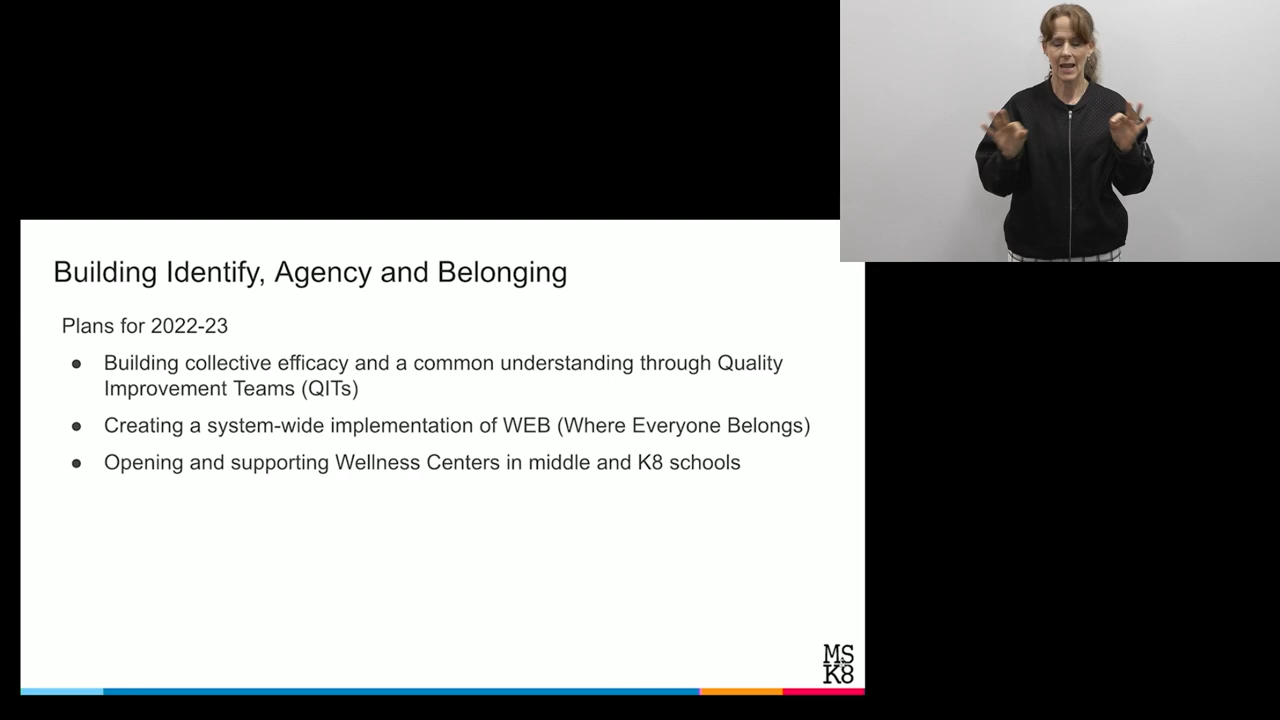 Building Identify, Agency and Belonging
Plans for 2022-23
● Building collective efficacy and a common understanding through Quality
Improvement Teams (QITs)
● Creating a system-wide implementation of WEB (Where Everyone Belongs)
● Opening and supporting Wellness Centers in middle and K8 schools
MS
K8